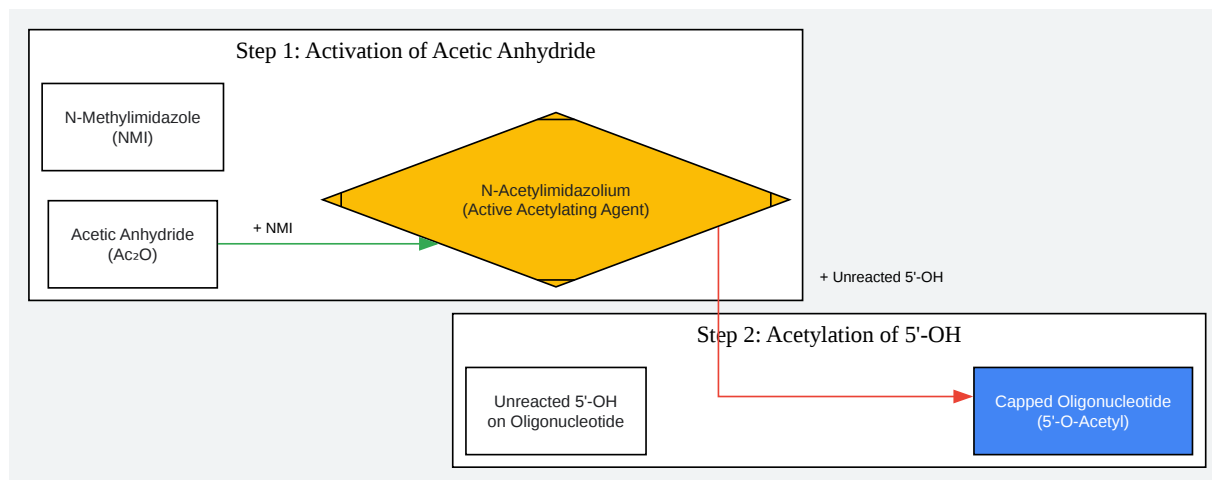 Step 1: Activation of Acetic Anhydride
N-Methylimidazole
(NMI)
N-Acetylimidazolium
(Active Acetylating Agent)
Acetic Anhydride
(Ac₂O)
+ NMI
+ Unreacted 5'-OH
Step 2: Acetylation of 5'-OH
Unreacted 5'-OH
on Oligonucleotide
Capped Oligonucleotide
(5'-O-Acetyl)